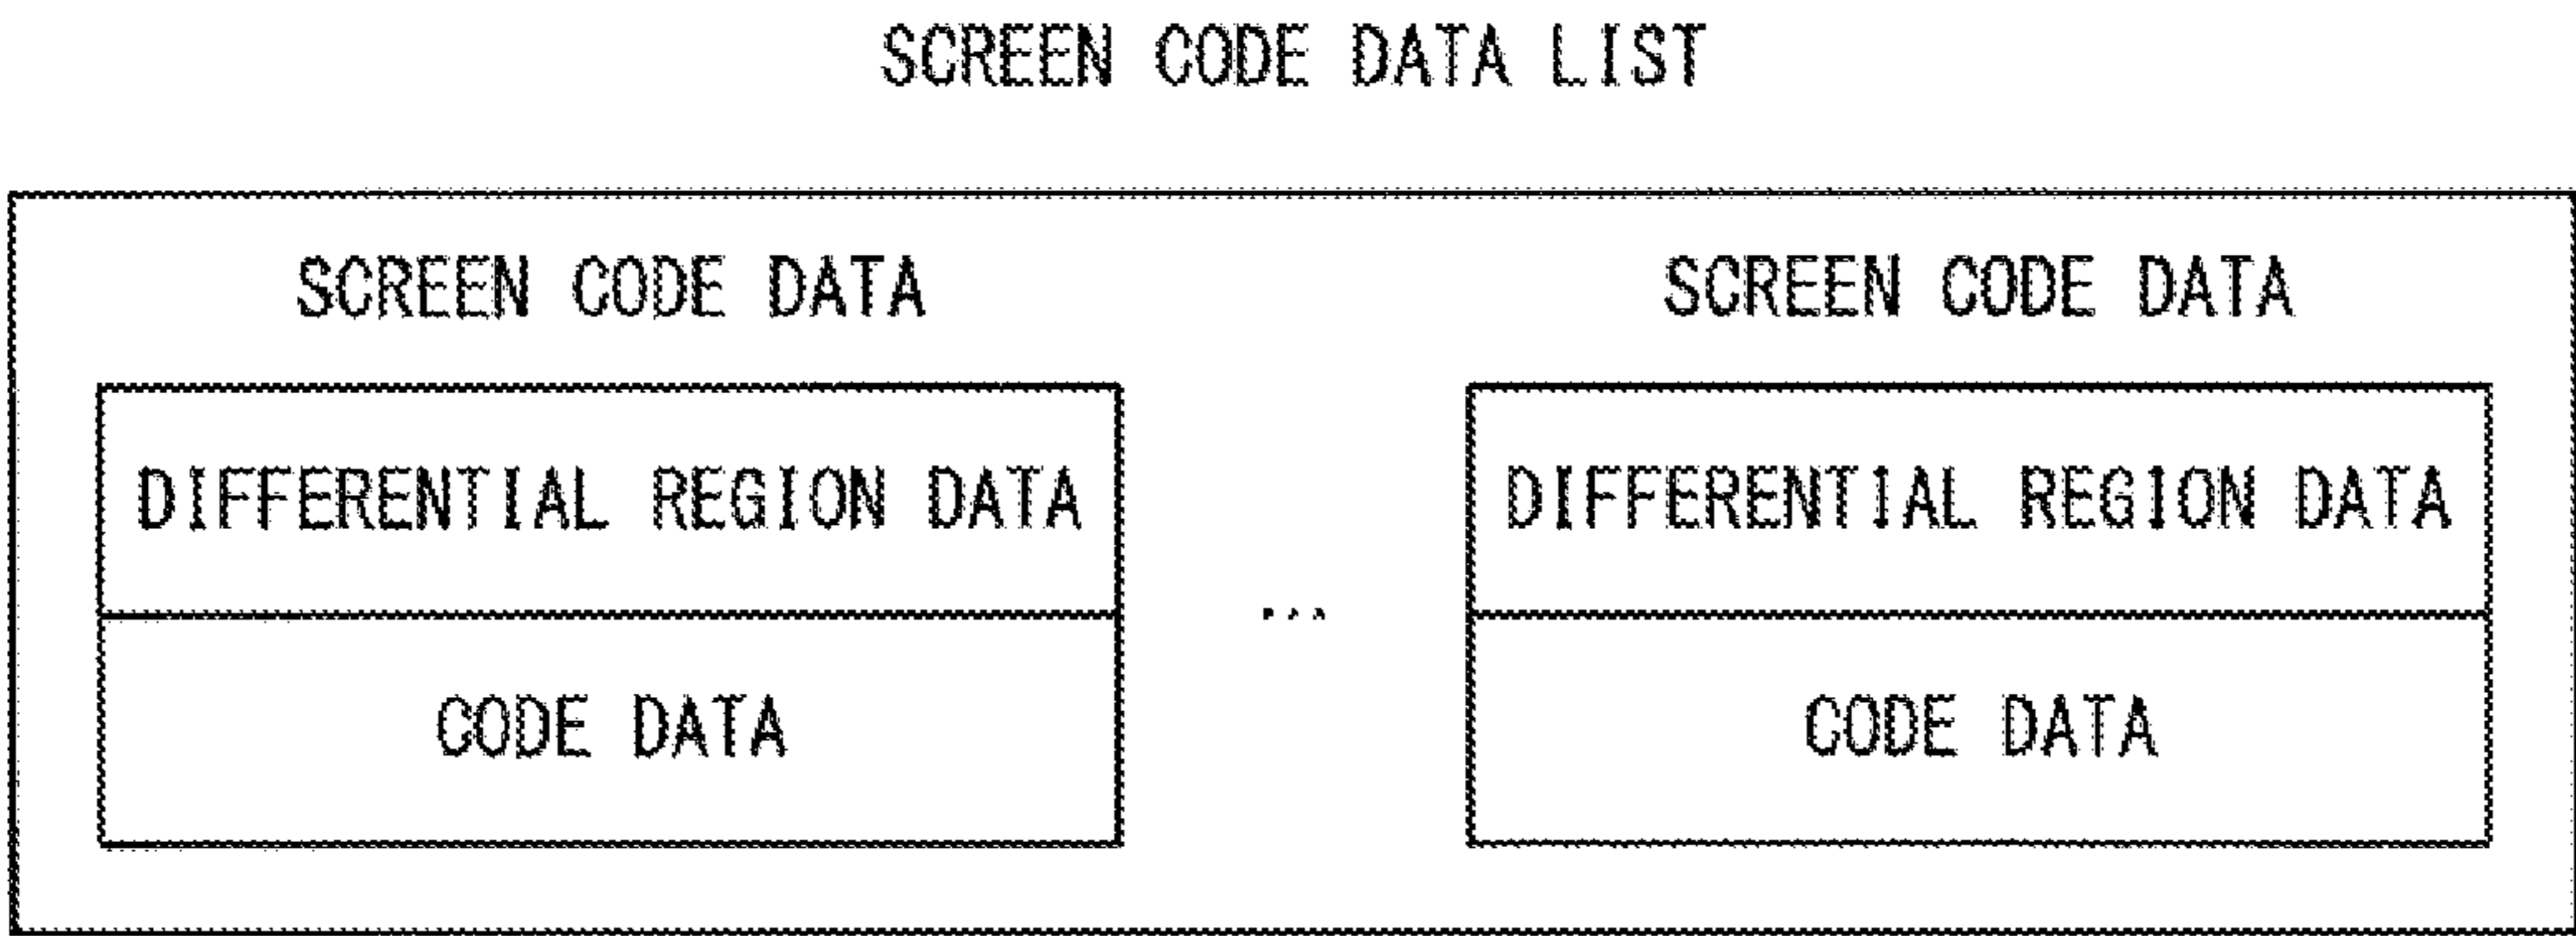 SCREEN CODE DATA LIST
SCREEN CODE DATA SCREEN CODE DATA
DIFFERENTIAL REGION DATA DIFFERENTIAL REGION DATA
...
CODE DATA CODE DATA